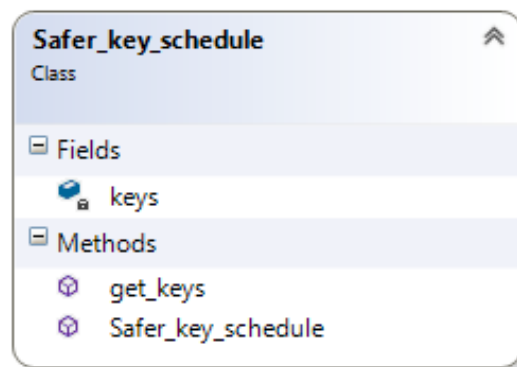 Safer_key_schedule
Class
Fields
keys
Methods
get_keys
Safer_key_schedule